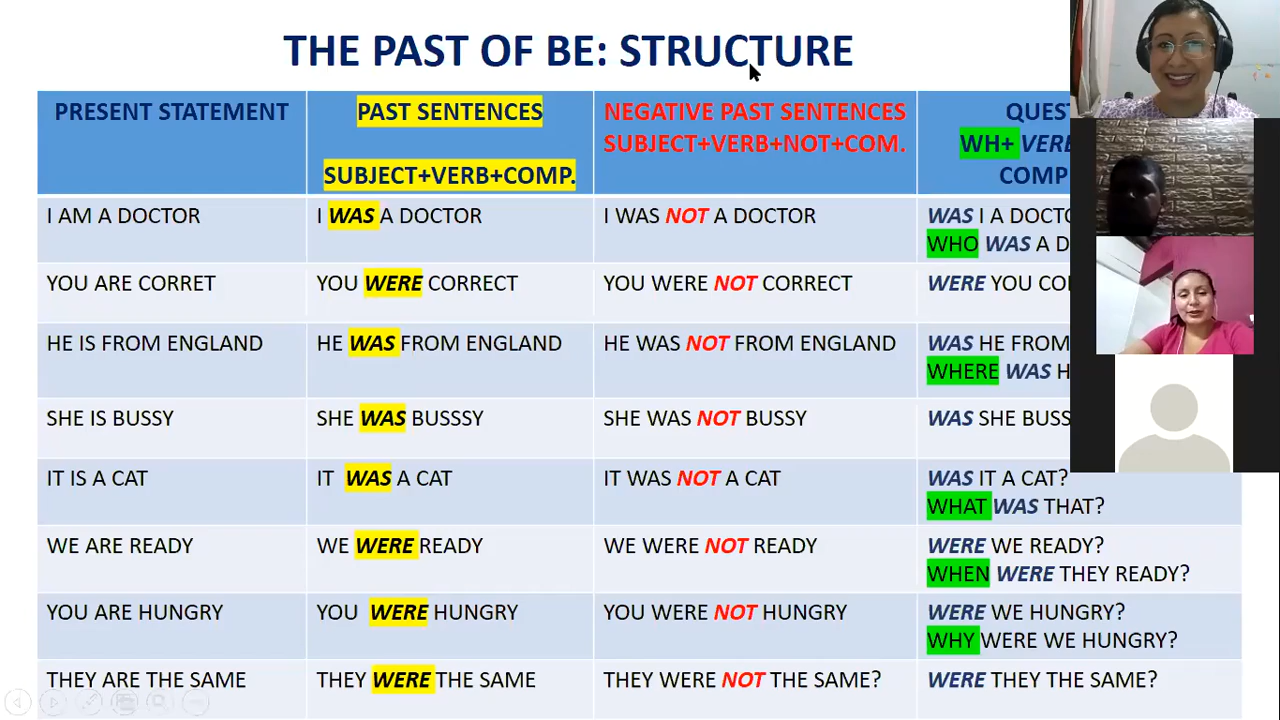 THE PAST OF BE: STRUCTURE
PRESENT STATEMENT
PAST SENTENCES
SUBJECT+VERB+COMP.
NEGATIVE PAST SENTENCES
SUBJECT+VERB+NOT+COM.
QUEST
WH+ VERB
COMP
I AM A DOCTOR
I WAS A DOCTOR
I WAS NOT A DOCTOR
WAS I A DOCTO
WHO WAS A D
YOU ARE CORRET
YOU WERE CORRECT
YOU WERE NOT CORRECT
WERE YOU CO
HE IS FROM ENGLAND
HE WAS FROM ENGLAND
HE WAS NOT FROM ENGLAND
WAS HE FROM
WHERE WAS H
SHE IS BUSSY
SHE WAS BUSSSY
SHE WAS NOT BUSSY
WAS SHE BUSS
IT IS A CAT
IT WAS A CAT
IT WAS NOT A CAT
WAS IT A CAT?
WHAT WAS THAT?
WE ARE READY
WE WERE READY
WE WERE NOT READY
WERE WE READY?
WHEN WERE THEY READY?
YOU ARE HUNGRY
YOU WERE HUNGRY
YOU WERE NOT HUNGRY
WERE WE HUNGRY?
WHY WERE WE HUNGRY?
THEY ARE THE SAME
THEY WERE THE SAME
THEY WERE NOT THE SAME?
WERE THEY THE SAME?